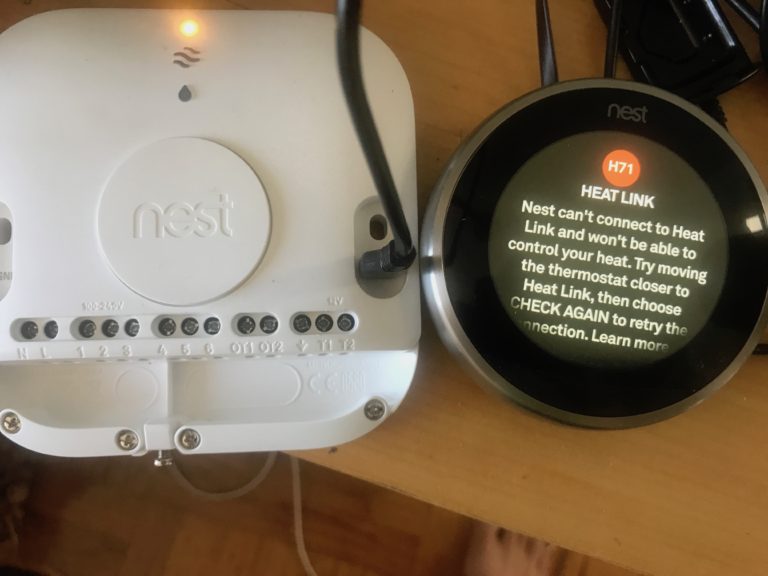 nest
100-240V
12V
N L 1 2 3 4 5 6 OT1 OT2 T1 T2
CE
nest
H71
HEAT LINK
Nest can't connect to Heat
Link and won't be able to
control your heat. Try moving
the thermostat closer to
Heat Link, then choose
CHECK AGAIN to retry the
nnection. Learn more